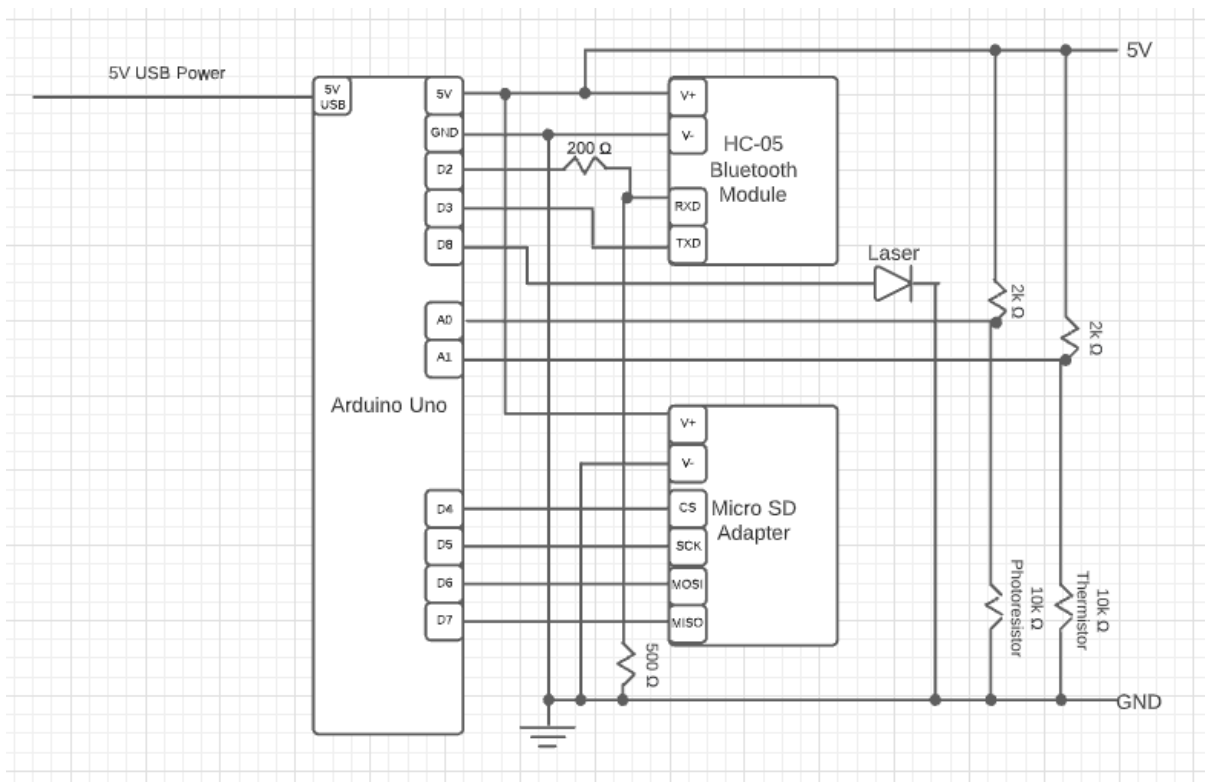 5V
5V USB Power
5V
USB
5V
V+
GND
V-
200 Ω
HC-05
Bluetooth
Module
D2
D3
RXD
D8
TXD
Laser
2k Ω
A0
2k Ω
A1
Arduino Uno
V+
V-
D4
CS
Micro SD
Adapter
D5
SCK
D6
MOSI
D7
MISO
500 Ω
Photoresistor
10k Ω
Thermistor
10k Ω
GND